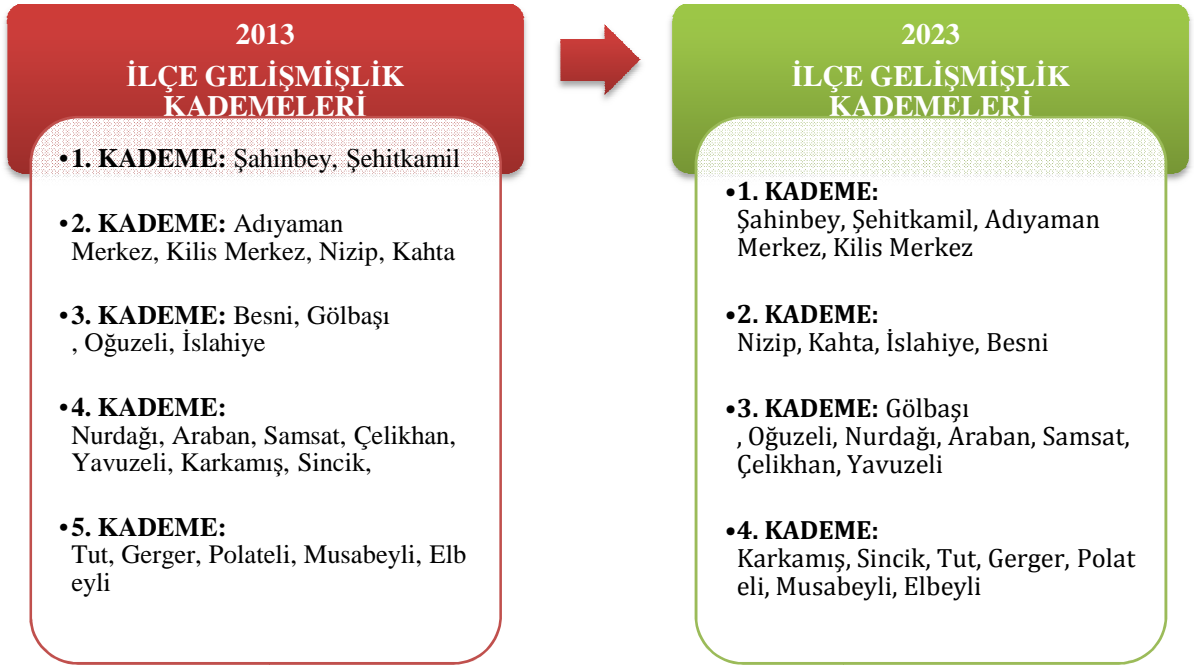 2013
İLÇE GELİŞMİŞLİK
KADEMELERİ
•1. KADEME: Şahinbey, Şehitkamil
•2. KADEME: Adıyaman
Merkez, Kilis Merkez, Nizip, Kahta
•3. KADEME: Besni, Gölbaşı
, Oğuzeli, İslahiye
•4. KADEME:
Nurdağı, Araban, Samsat, Çelikhan,
Yavuzeli, Karkamış, Sincik,
•5. KADEME:
Tut, Gerger, Polateli, Musabeyli, Elb
eyli
2023
İLÇE GELİŞMİŞLİK
KADEMELERİ
•1. KADEME:
Şahinbey, Şehitkamil, Adıyaman
Merkez, Kilis Merkez
•2. KADEME:
Nizip, Kahta, İslahiye, Besni
•3. KADEME: Gölbaşı
, Oğuzeli, Nurdağı, Araban, Samsat,
Çelikhan, Yavuzeli
•4. KADEME:
Karkamış, Sincik, Tut, Gerger, Polat
eli, Musabeyli, Elbeyli